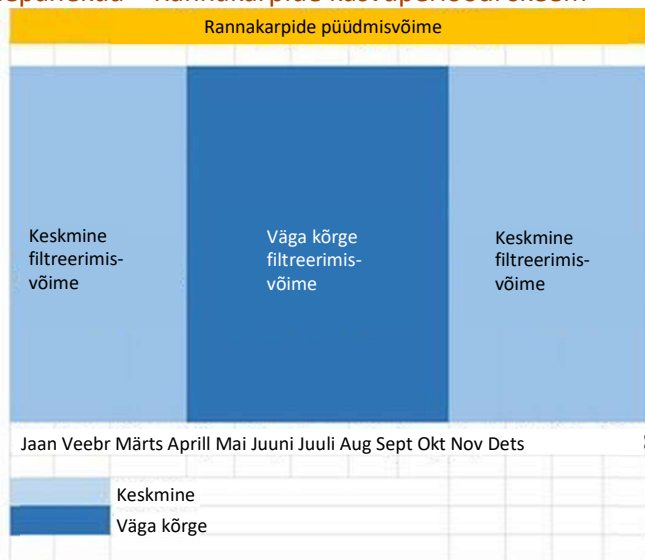 Rannakarpide püüdmisvõime
Keskmine
filtreerimis-
võime
Väga kõrge
filtreerimis-
võime
Keskmine
filtreerimis-
võime
Jaan Veebr Märts Aprill Mai Juuni Juuli Aug Sept Okt Nov Dets
Keskmine
Väga kõrge